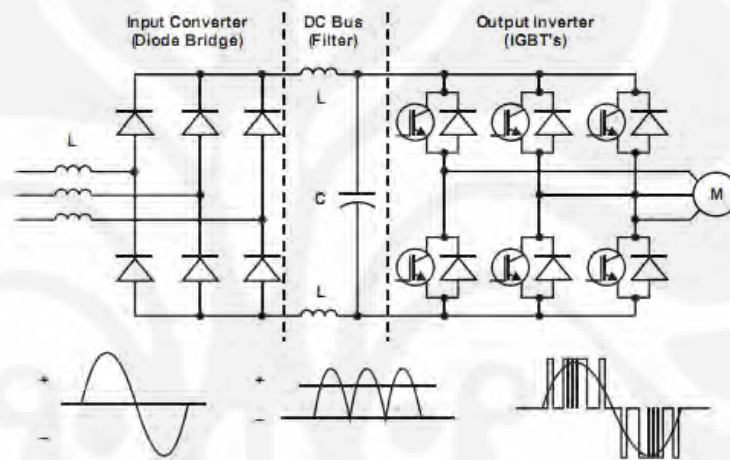 Input Converter
(Diode Bridge)
DC Bus
(Filter)
Output Inverter
(IGBT's)
L
L
C
M
L
+
–
+
–